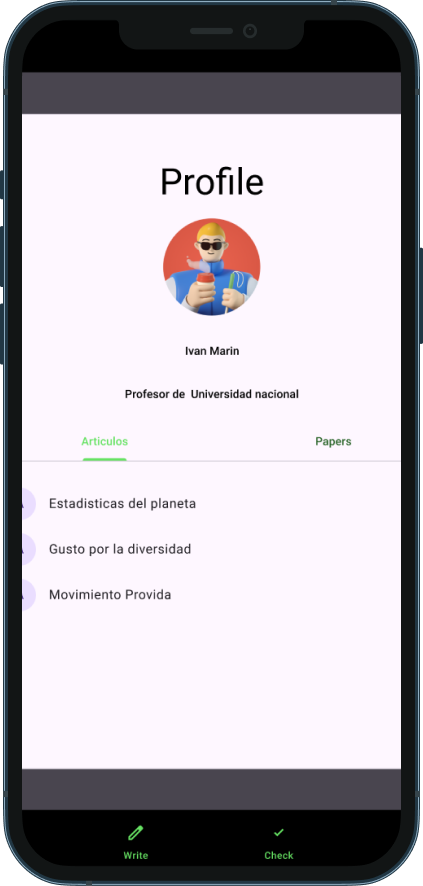 Profile
Ivan Marin
Profesor de Universidad nacional
Articulos Papers
Estadisticas del planeta
Gusto por la diversidad
Movimiento Provida
Write Check